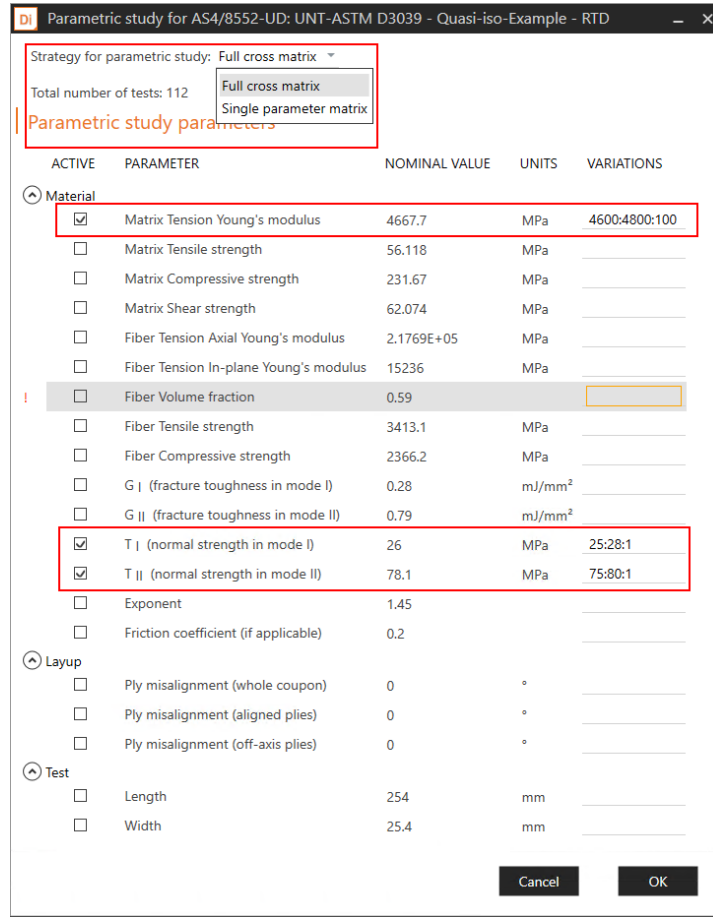 Di Parametric study for AS4/8552-UD: UNT-ASTM D3039 - Quasi-iso-Example - RTD
Strategy for parametric study: Full cross matrix
Full cross matrix
Total number of tests: 112
Single parameter matrix
Parametric study parameters
ACTIVE PARAMETER NOMINAL VALUE UNITS VARIATIONS
Material
Matrix Tension Young's modulus 4667.7 MPa 4600:4800:100
Matrix Tensile strength 56.118 MPa
Matrix Compressive strength 231.67 MPa
Matrix Shear strength 62.074 MPa
Fiber Tension Axial Young's modulus 2.1769E+05 MPa
Fiber Tension In-plane Young's modulus 15236 MPa
! Fiber Volume fraction 0.59
Fiber Tensile strength 3413.1 MPa
Fiber Compressive strength 2366.2 MPa
G I (fracture toughness in mode I) 0.28 mJ/mm²
G II (fracture toughness in mode II) 0.79 mJ/mm²
T I (normal strength in mode I) 26 MPa 25:28:1
T II (normal strength in mode II) 78.1 MPa 75:80:1
Exponent 1.45
Friction coefficient (if applicable) 0.2
Layup
Ply misalignment (whole coupon) 0 °
Ply misalignment (aligned plies) 0 °
Ply misalignment (off-axis plies) 0 °
Test
Length 254 mm
Width 25.4 mm
Cancel OK